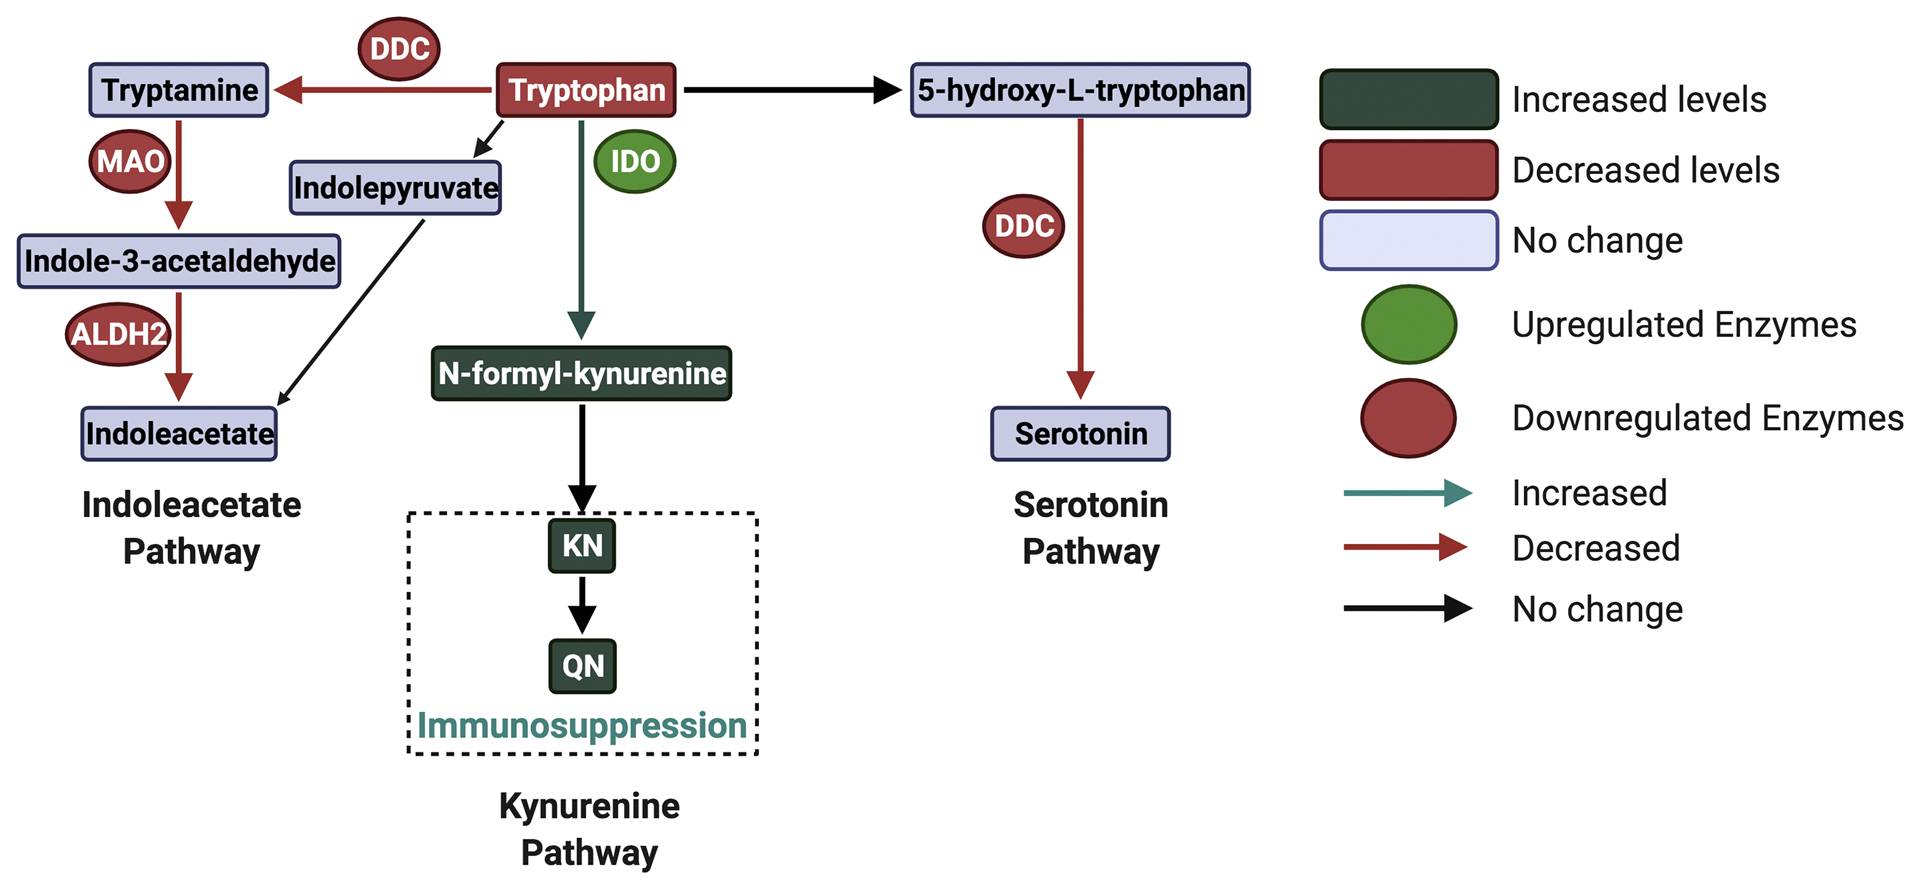 DDC
Tryptamine
Tryptophan
5-hydroxy-L-tryptophan
MAO
IDO
Indolepyruvate
DDC
Indole-3-acetaldehyde
ALDH2
N-formyl-kynurenine
Indoleacetate
Serotonin
Indoleacetate
Pathway
Serotonin
Pathway
KN
QN
Immunosuppression
Kynurenine
Pathway
Increased levels
Decreased levels
No change
Upregulated Enzymes
Downregulated Enzymes
Increased
Decreased
No change